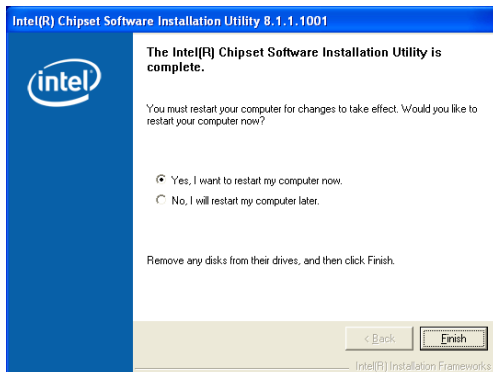 Intel(R) Chipset Software Installation Utility 8.1.1.1001
intel
The Intel(R) Chipset Software Installation Utility is
complete.
You must restart your computer for changes to take effect. Would you like to
restart your computer now?
Yes, I want to restart my computer now.
No, I will restart my computer later.
Remove any disks from their drives, and then click Finish.
< Back
Finish
Intel(R) Installation Frameworks